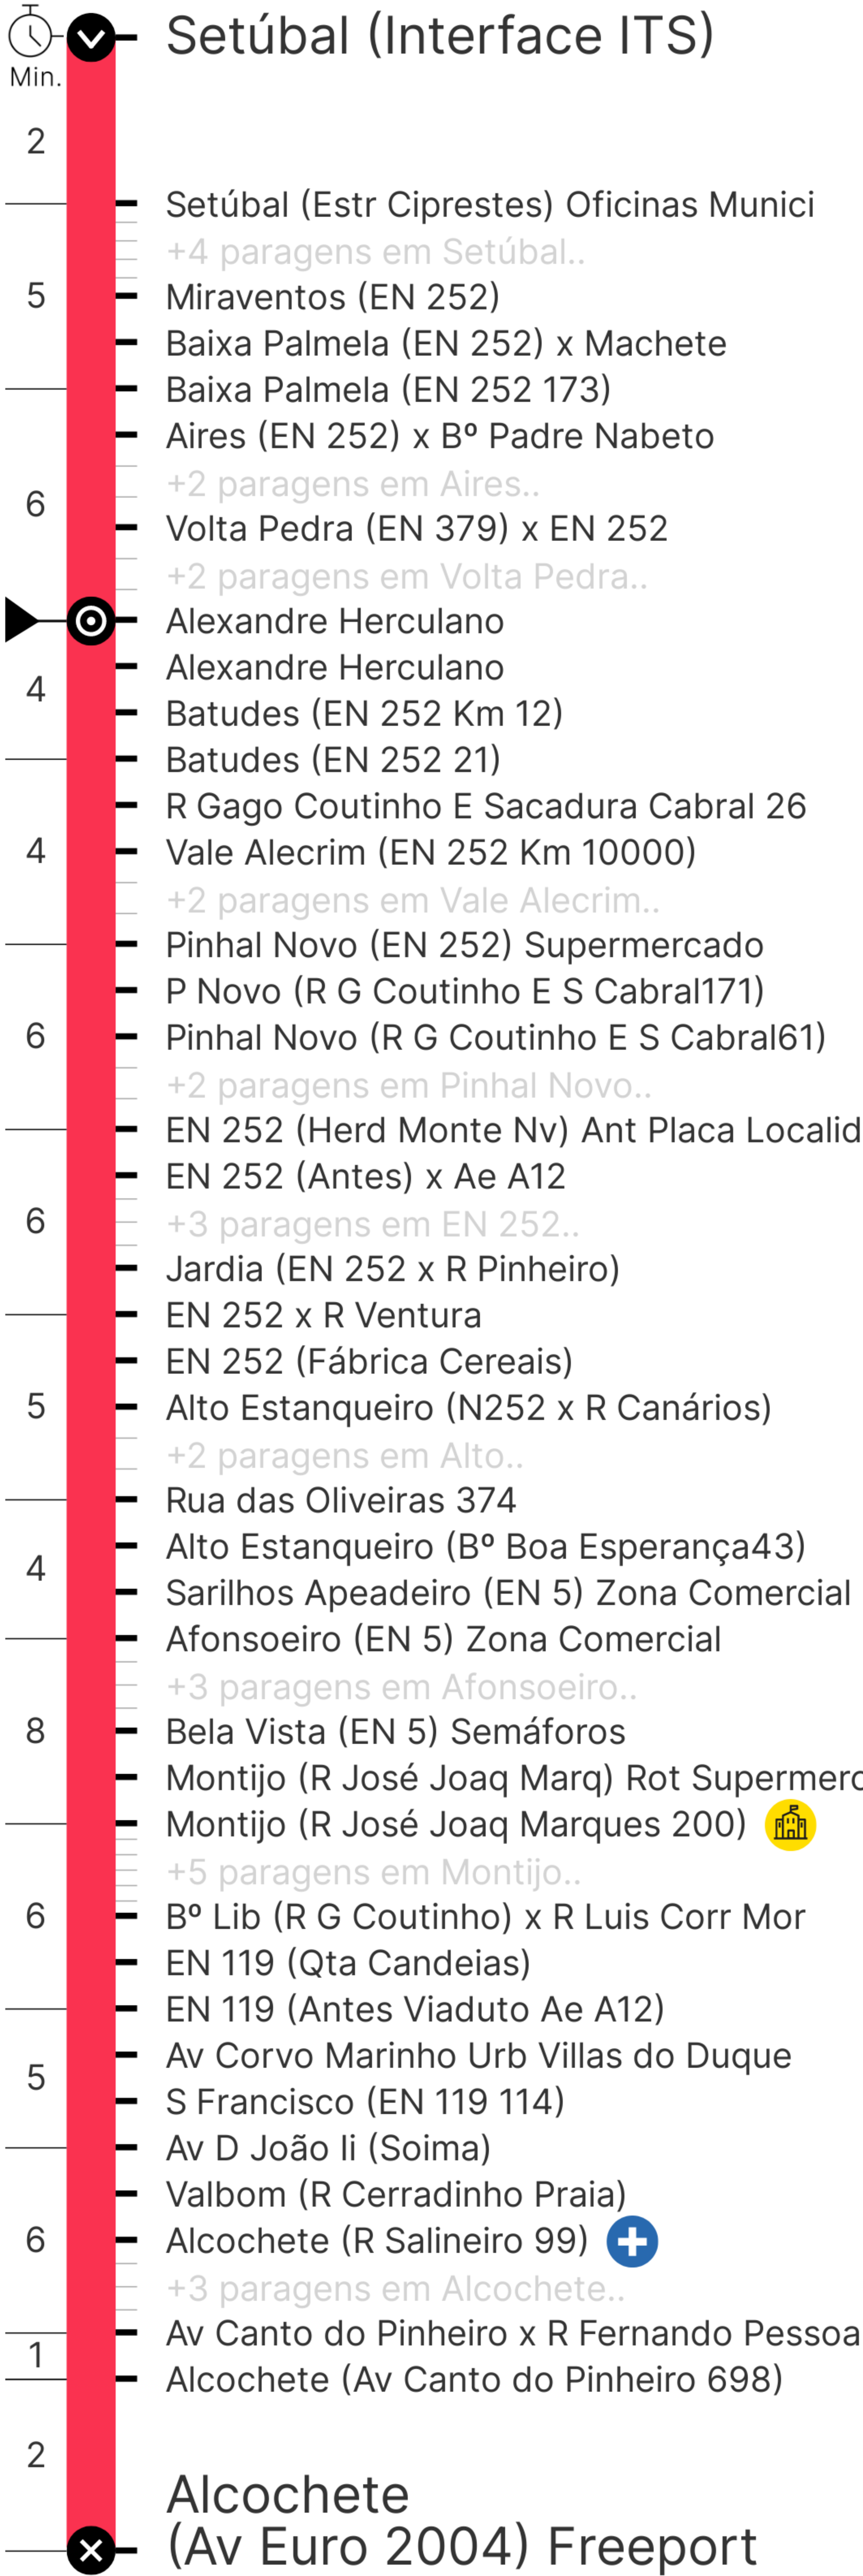 Setúbal (Interface ITS)
Min.
2
Setúbal (Estr Ciprestes) Oficinas Munici
+4 paragens em Setúbal..
5
Miraventos (EN 252)
Baixa Palmela (EN 252) x Machete
Baixa Palmela (EN 252 173)
Aires (EN 252) x Bº Padre Nabeto
+2 paragens em Aires..
6
Volta Pedra (EN 379) x EN 252
+2 paragens em Volta Pedra..
Alexandre Herculano
Alexandre Herculano
4
Batudes (EN 252 Km 12)
Batudes (EN 252 21)
R Gago Coutinho E Sacadura Cabral 26
4
Vale Alecrim (EN 252 Km 10000)
+2 paragens em Vale Alecrim..
Pinhal Novo (EN 252) Supermercado
P Novo (R G Coutinho E S Cabral171)
6
Pinhal Novo (R G Coutinho E S Cabral61)
+2 paragens em Pinhal Novo..
EN 252 (Herd Monte Nv) Ant Placa Localid
EN 252 (Antes) x Ae A12
6
+3 paragens em EN 252..
Jardia (EN 252 x R Pinheiro)
EN 252 x R Ventura
EN 252 (Fábrica Cereais)
5
Alto Estanqueiro (N252 x R Canários)
+2 paragens em Alto..
Rua das Oliveiras 374
Alto Estanqueiro (Bº Boa Esperança43)
4
Sarilhos Apeadeiro (EN 5) Zona Comercial
Afonsoeiro (EN 5) Zona Comercial
+3 paragens em Afonsoeiro..
8
Bela Vista (EN 5) Semáforos
Montijo (R José Joaq Marq) Rot Supermerc
Montijo (R José Joaq Marques 200)
+5 paragens em Montijo..
6
Bº Lib (R G Coutinho) x R Luis Corr Mor
EN 119 (Qta Candeias)
EN 119 (Antes Viaduto Ae A12)
Av Corvo Marinho Urb Villas do Duque
5
S Francisco (EN 119 114)
Av D João Ii (Soima)
Valbom (R Cerradinho Praia)
6
Alcochete (R Salineiro 99)
+3 paragens em Alcochete..
Av Canto do Pinheiro x R Fernando Pessoa
1
Alcochete (Av Canto do Pinheiro 698)
2
Alcochete
(Av Euro 2004) Freeport